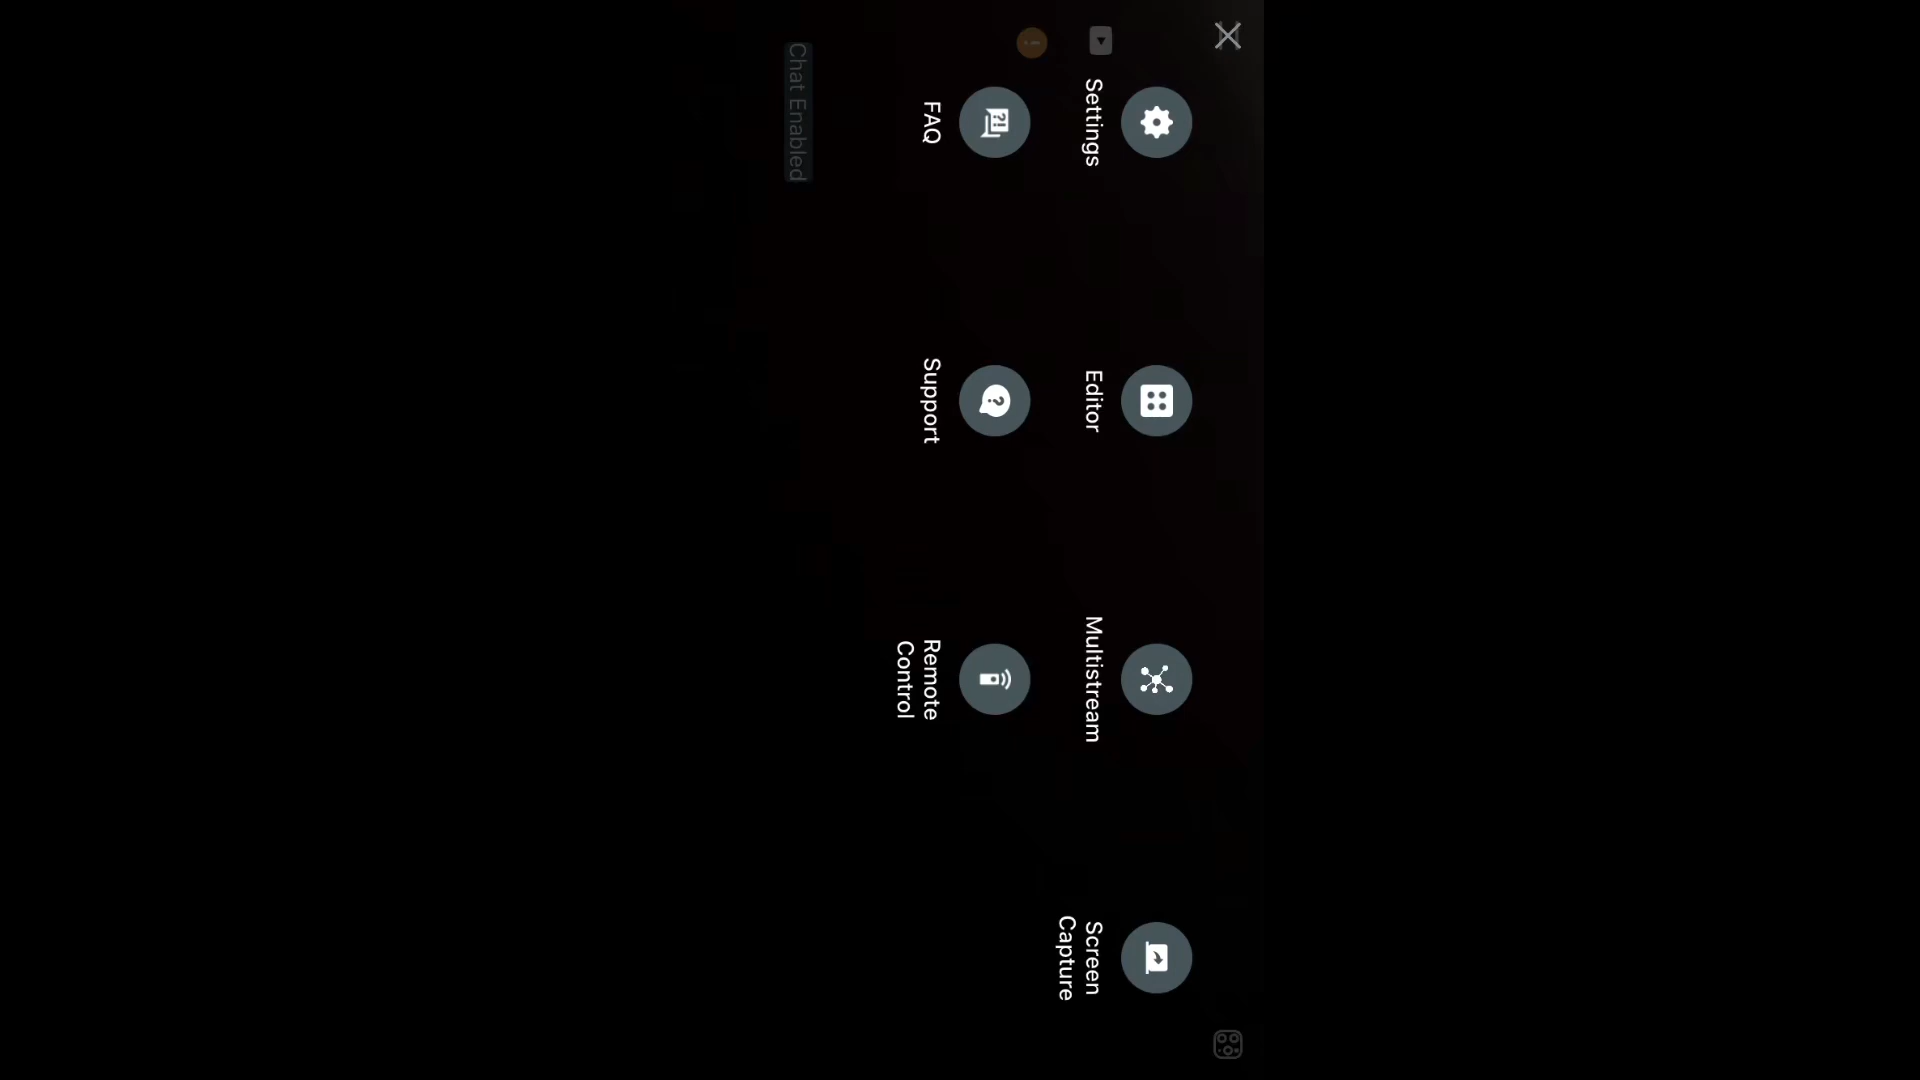 Settings
Editor
Multistream
Screen
Capture
FAQ
Support
Remote
Control
Chat Enabled